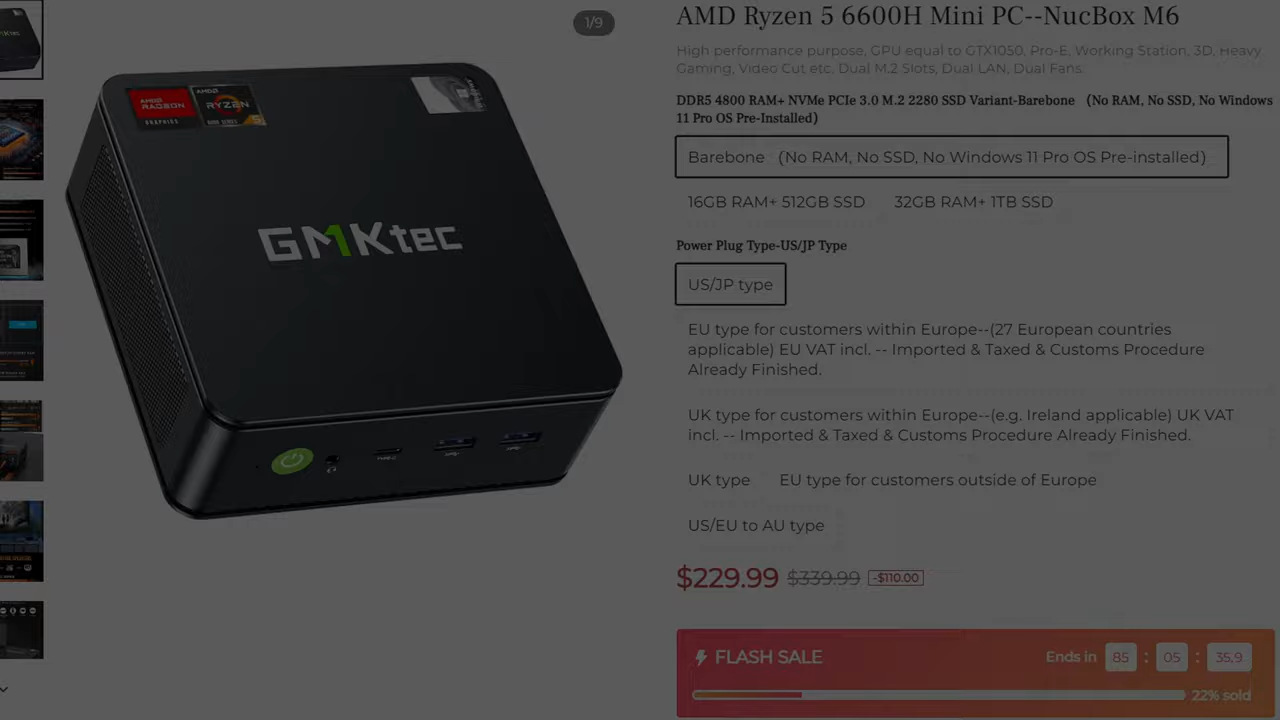 1/9
AMD
RADEON
GRAPHICS
AMD
RYZEN
5
GMKtec
AMD Ryzen 5 6600H Mini PC--NucBox M6
High performance purpose, GPU equal to GTX1050, Pro-E, Working Station, 3D, Heavy
Gaming, Video Cut etc. Dual M.2 Slots, Dual LAN, Dual Fans.
DDR5 4800 RAM+ NVMe PCIe 3.0 M.2 2280 SSD Variant-Barebone （No RAM, No SSD, No Windows
11 Pro OS Pre-Installed）
Barebone （No RAM, No SSD, No Windows 11 Pro OS Pre-installed）
16GB RAM+ 512GB SSD 32GB RAM+ 1TB SSD
Power Plug Type-US/JP Type
US/JP type
EU type for customers within Europe--(27 European countries
applicable) EU VAT incl. -- Imported & Taxed & Customs Procedure
Already Finished.
UK type for customers within Europe--(e.g. Ireland applicable) UK VAT
incl. -- Imported & Taxed & Customs Procedure Already Finished.
UK type EU type for customers outside of Europe
US/EU to AU type
$229.99 $339.99 -$110.00
FLASH SALE Ends in 85 : 05 : 35.9
22% sold